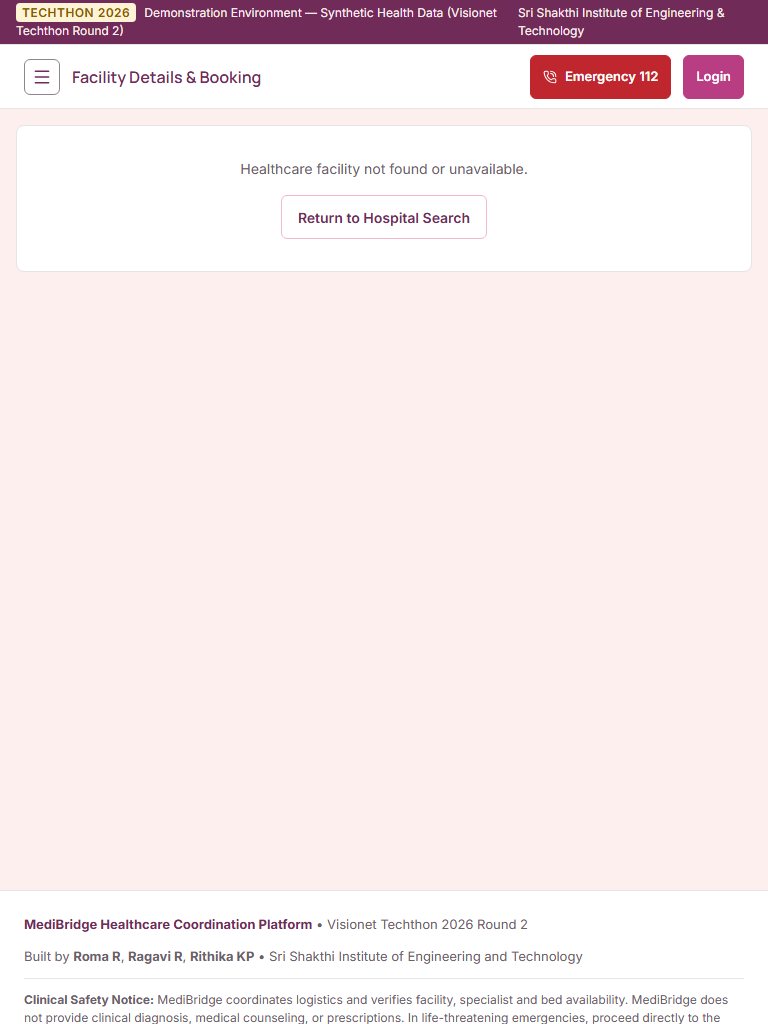 TECHTHON 2026 Demonstration Environment — Synthetic Health Data (Visionet
Techthon Round 2)
Sri Shakthi Institute of Engineering &
Technology
Facility Details & Booking
Emergency 112
Login
Healthcare facility not found or unavailable.
Return to Hospital Search
MediBridge Healthcare Coordination Platform • Visionet Techthon 2026 Round 2
Built by Roma R, Ragavi R, Rithika KP • Sri Shakthi Institute of Engineering and Technology
Clinical Safety Notice: MediBridge coordinates logistics and verifies facility, specialist and bed availability. MediBridge does
not provide clinical diagnosis, medical counseling, or prescriptions. In life-threatening emergencies, proceed directly to the